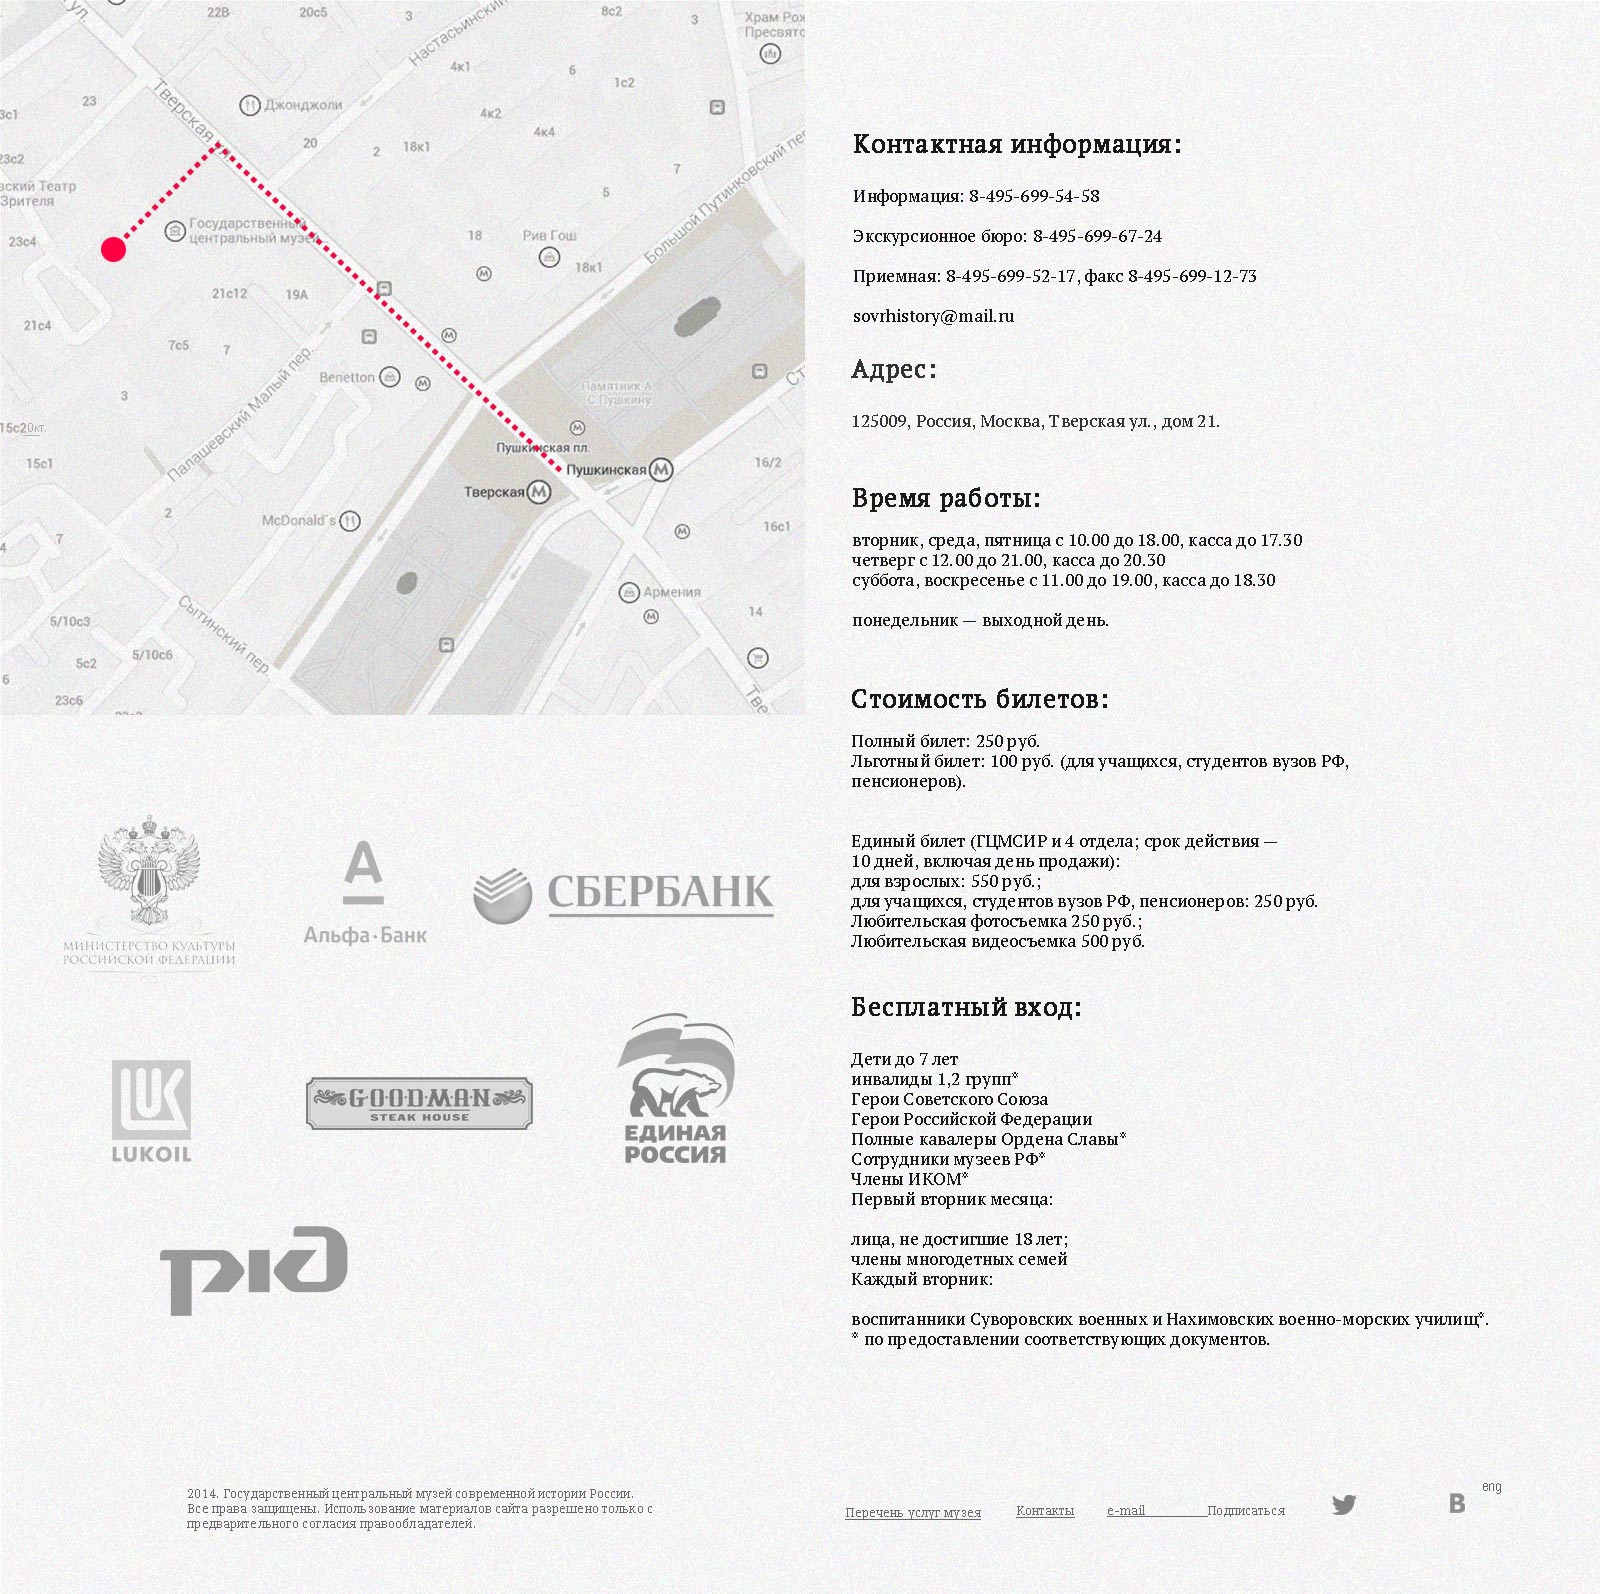 22В
20с5
3
8с2
3
Настасьинский
Храм Рож
Пресвято
4к1
6
1с2
23
Тверская ул.
Джонджоли
3с1
4к2
4к4
20
2
18к1
23с2
7
вский Театр
Зрителя
5
Большой Путинковский пер
Государственный
центральный музей
23с4
18
Рив Гош
18к1
21с12
19А
21с4
7с5
7
Benetton
Памятник А
С Пушкину
3
Палашевский Малый пер.
15с2
0кт.
Пушкинская пл.
15с1
Пушкинская
16/2
Тверская
2
McDonald`s
16с1
7
4
Сытинский пер.
Армения
14
5/10с3
5/10с6
5с2
6
23с6
Тве
МИНИСТЕРСТВО КУЛЬТУРЫ
РОССИЙСКОЙ ФЕДЕРАЦИИ
А
Альфа·Банк
СБЕРБАНК
LUK
LUKOIL
GOODMAN
STEAK HOUSE
ЕДИНАЯ
РОССИЯ
ржд
Контактная информация:
Информация: 8-495-699-54-58
Экскурсионное бюро: 8-495-699-67-24
Приемная: 8-495-699-52-17, факс 8-495-699-12-73
sovrhistory@mail.ru
Адрес:
125009, Россия, Москва, Тверская ул., дом 21.
Время работы:
вторник, среда, пятница с 10.00 до 18.00, касса до 17.30
четверг с 12.00 до 21.00, касса до 20.30
суббота, воскресенье с 11.00 до 19.00, касса до 18.30
понедельник — выходной день.
Стоимость билетов:
Полный билет: 250 руб.
Льготный билет: 100 руб. (для учащихся, студентов вузов РФ,
пенсионеров).
Единый билет (ГЦМСИР и 4 отдела; срок действия —
10 дней, включая день продажи):
для взрослых: 550 руб.;
для учащихся, студентов вузов РФ, пенсионеров: 250 руб.
Любительская фотосъемка 250 руб.;
Любительская видеосъемка 500 руб.
Бесплатный вход:
Дети до 7 лет
инвалиды 1,2 групп*
Герои Советского Союза
Герои Российской Федерации
Полные кавалеры Ордена Славы*
Сотрудники музеев РФ*
Члены ИКОМ*
Первый вторник месяца:
лица, не достигшие 18 лет;
члены многодетных семей
Каждый вторник:
воспитанники Суворовских военных и Нахимовских военно-морских училищ*.
* по предоставлении соответствующих документов.
2014. Государственный центральный музей современной истории России.
Все права защищены. Использование материалов сайта разрешено только с
предварительного согласия правообладателей.
Перечень услуг музея
Контакты
e-mail
Подписаться
В
eng